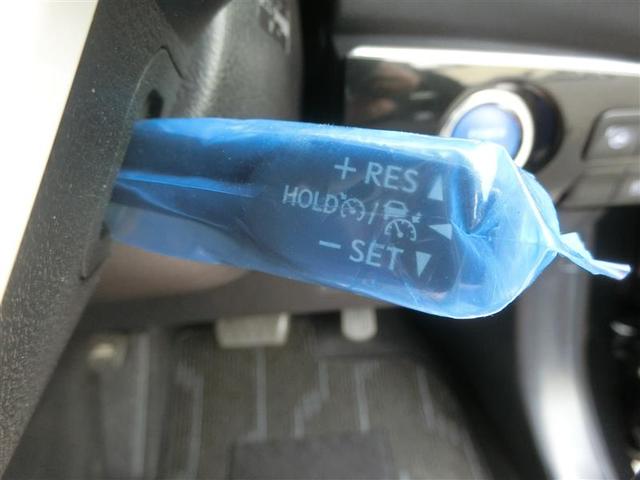 + RES
HOLD /
– SET